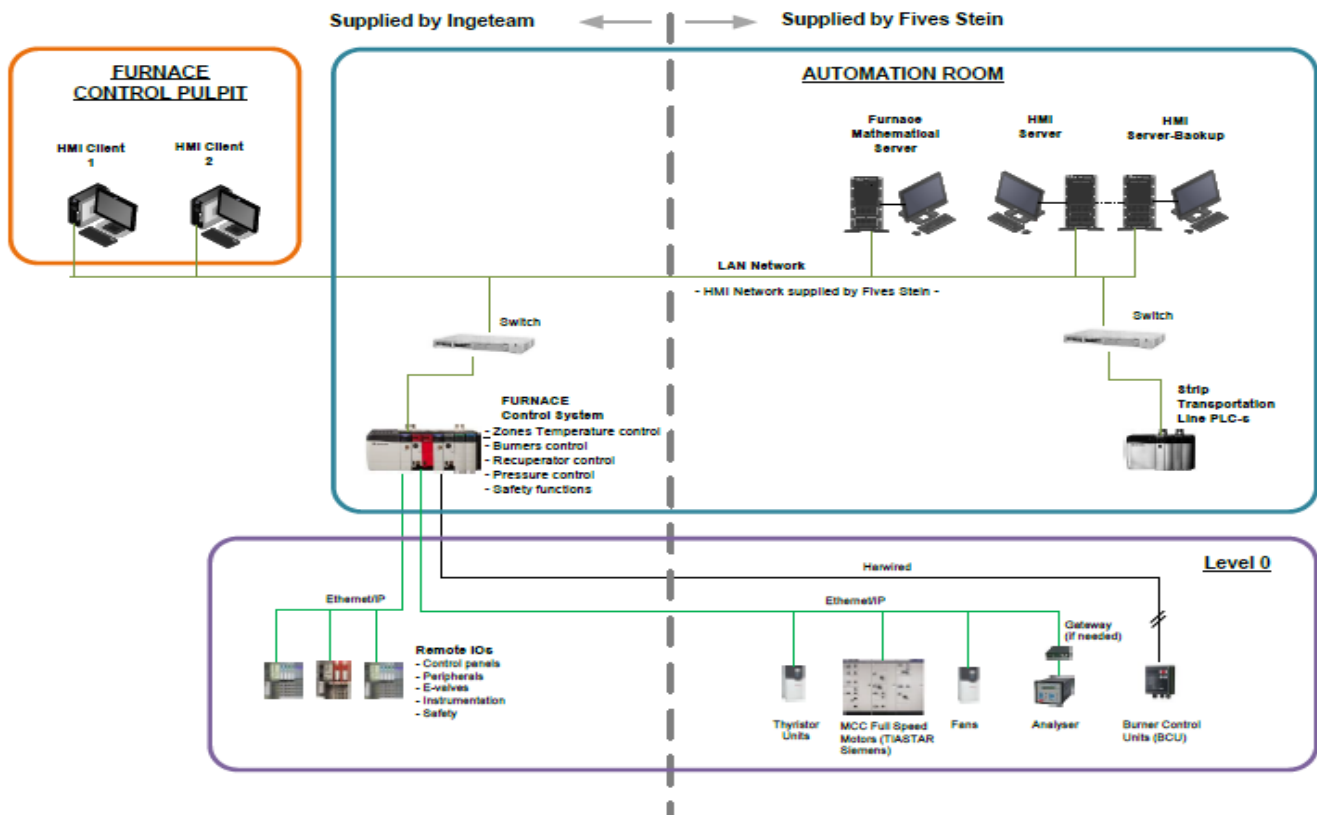 Supplied by Ingeteam
Supplied by Fives Stein
FURNACE
CONTROL PULPIT
HMI Client
1
HMI Client
2
AUTOMATION ROOM
Furnace
Mathematical
Server
HMI
Server
HMI
Server-Backup
LAN Network
- HMI Network supplied by Fives Stein -
Switch
Switch
FURNACE
Control System
- Zones Temperature control
- Burners control
- Recuperator control
- Pressure control
- Safety functions
Strip
Transportation
Line PLC-s
Level 0
Harwired
Ethernet/IP
Ethernet/IP
Gateway
(if needed)
Remote IOs
- Control panels
- Peripherals
- E-valves
- Instrumentation
- Safety
Thyristor
Units
MCC Full Speed
Motors (TIASTAR
Siemens)
Fans
Analyser
Burner Control
Units (BCU)